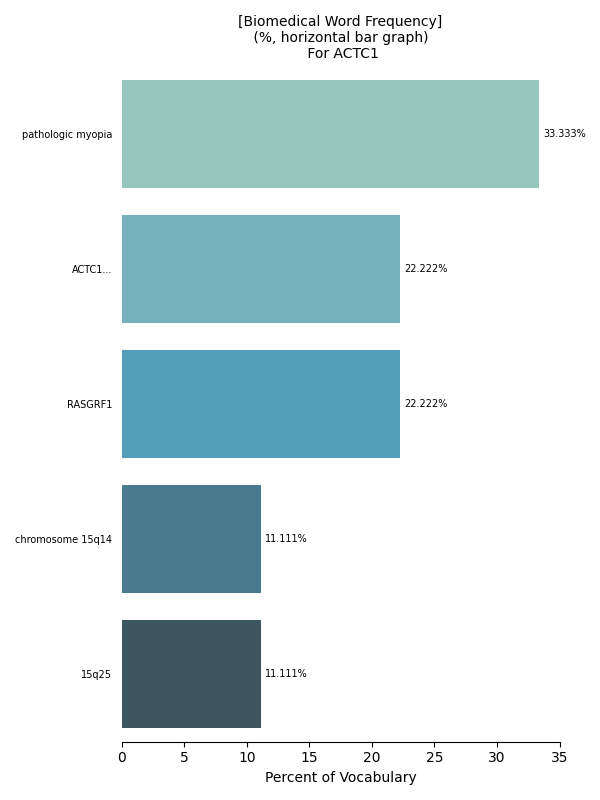 [Biomedical Word Frequency]
(%, horizontal bar graph)
For ACTC1
pathologic myopia
33.333%
ACTC1...
22.222%
RASGRF1
22.222%
chromosome 15q14
11.111%
15q25
11.111%
0 5 10 15 20 25 30 35
Percent of Vocabulary